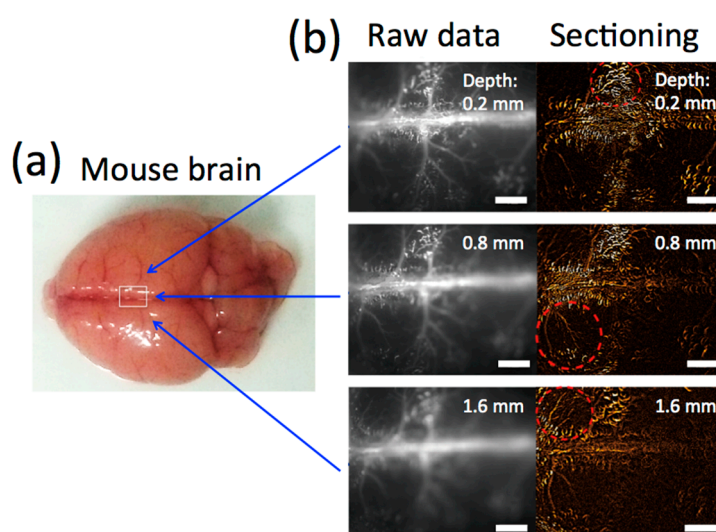 (b) Raw data Sectioning
Depth:
0.2 mm
Depth:
0.2 mm
(a) Mouse brain
0.8 mm
0.8 mm
1.6 mm
1.6 mm